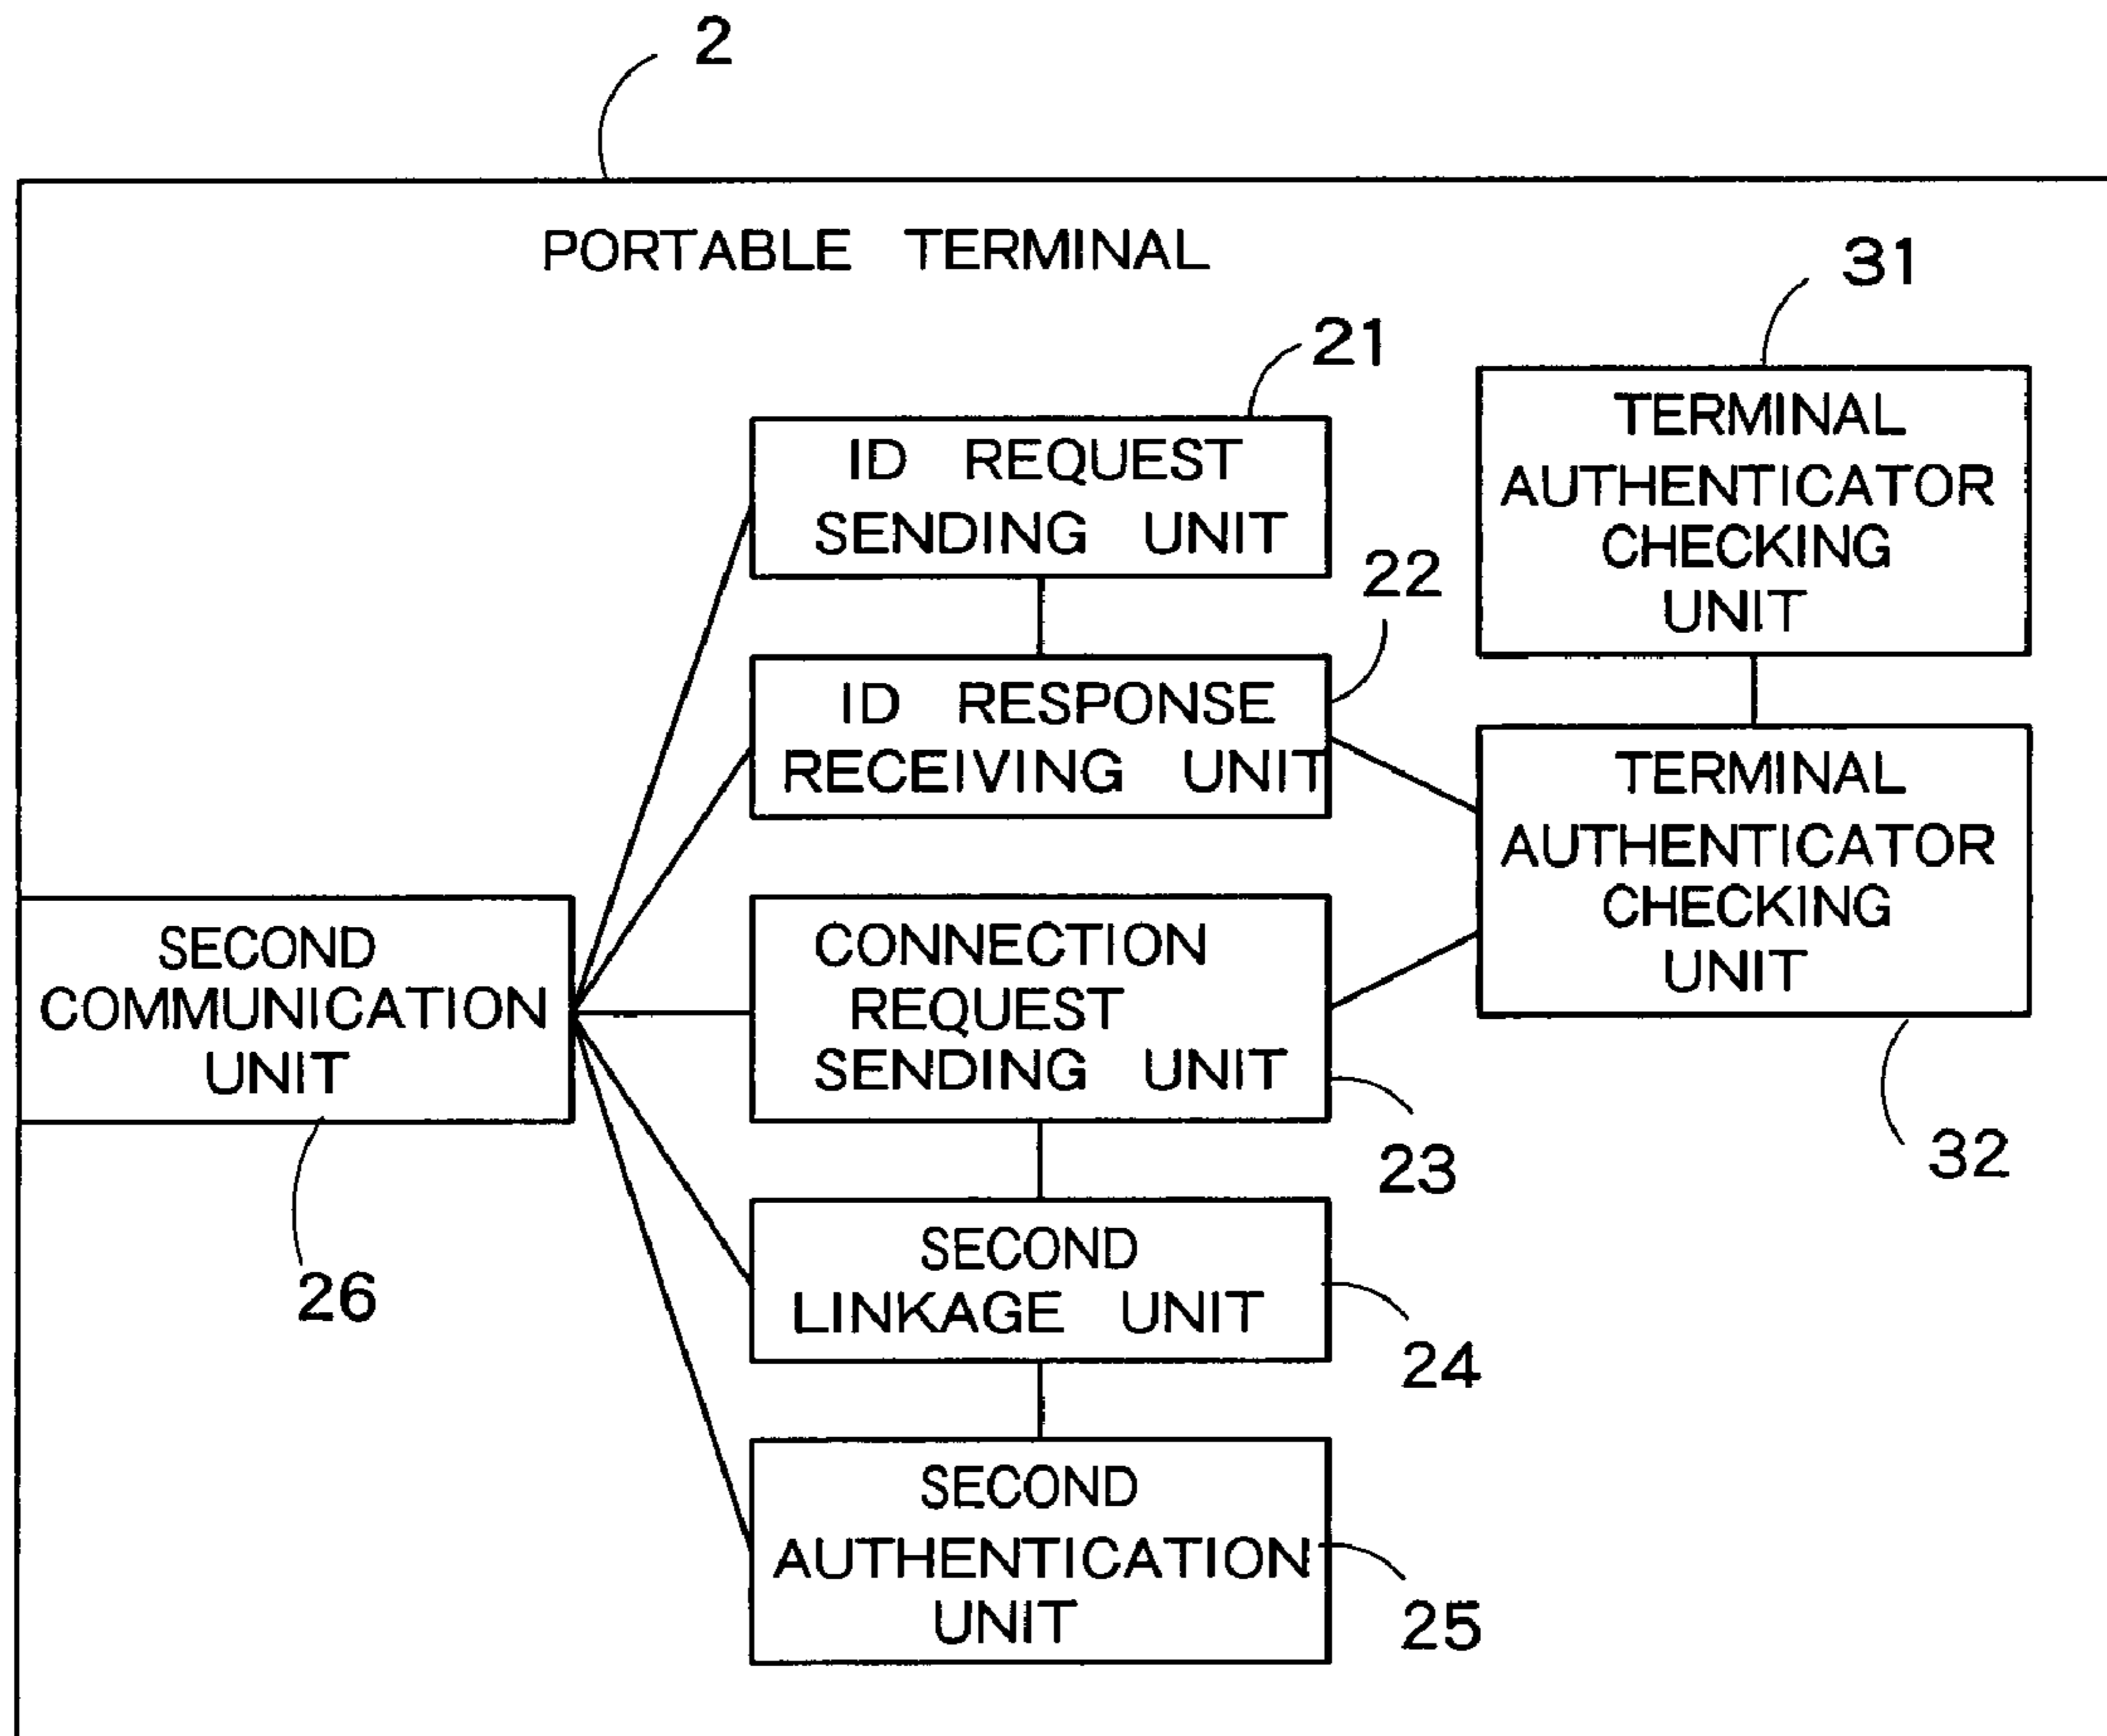 2
PORTABLE TERMINAL
31
21
TERMINAL
AUTHENTICATOR
CHECKING
UNIT
ID REQUEST
SENDING UNIT
22
ID RESPONSE
RECEIVING UNIT
TERMINAL
AUTHENTICATOR
CHECKING
UNIT
SECOND
COMMUNICATION
UNIT
CONNECTION
REQUEST
SENDING UNIT
23
32
26
SECOND
LINKAGE UNIT
24
SECOND
AUTHENTICATION
UNIT
25